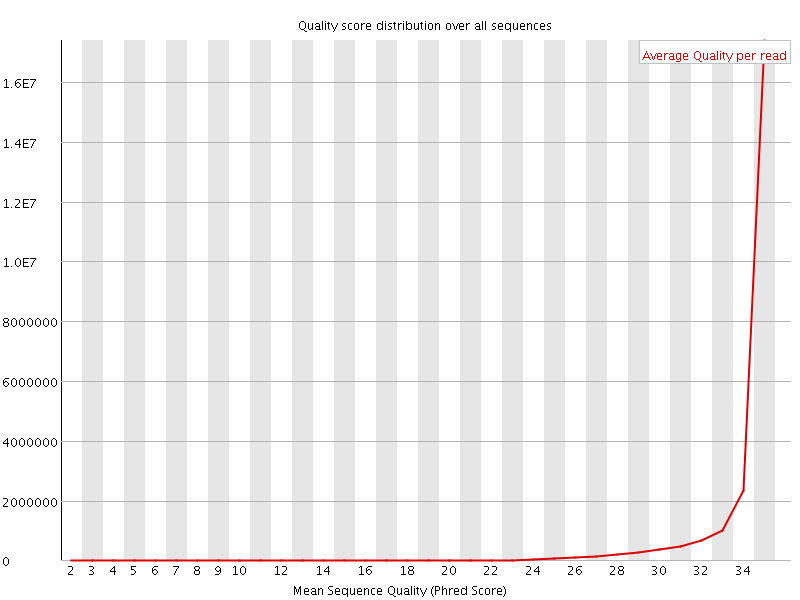 Quality score distribution over all sequences
Average Quality per read
1.6E7
1.4E7
1.2E7
1.0E7
8000000
6000000
4000000
2000000
0
2 3 4 5 6 7 8 9 10 12 14 16 18 20 22 24 26 28 30 32 34
Mean Sequence Quality (Phred Score)